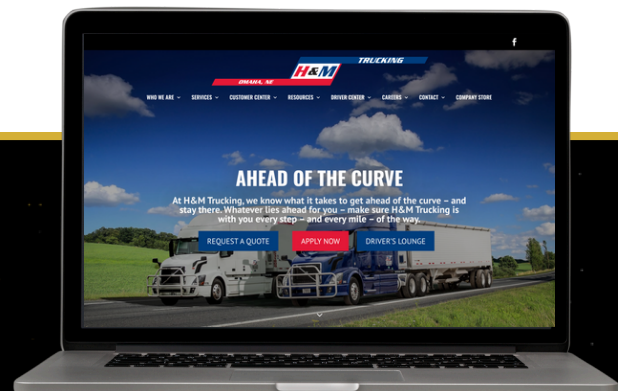 f
TRUCKING
H&M
OMAHA, NE
WHO WE ARE
SERVICES
CUSTOMER CENTER
RESOURCES
DRIVER CENTER
CAREERS
CONTACT
COMPANY STORE
AHEAD OF THE CURVE
At H&M Trucking, we know what it takes to get ahead of the curve – and
stay there. Whatever lies ahead for you – make sure H&M Trucking is
with you every step – and every mile – of the way.
REQUEST A QUOTE
APPLY NOW
DRIVER'S LOUNGE